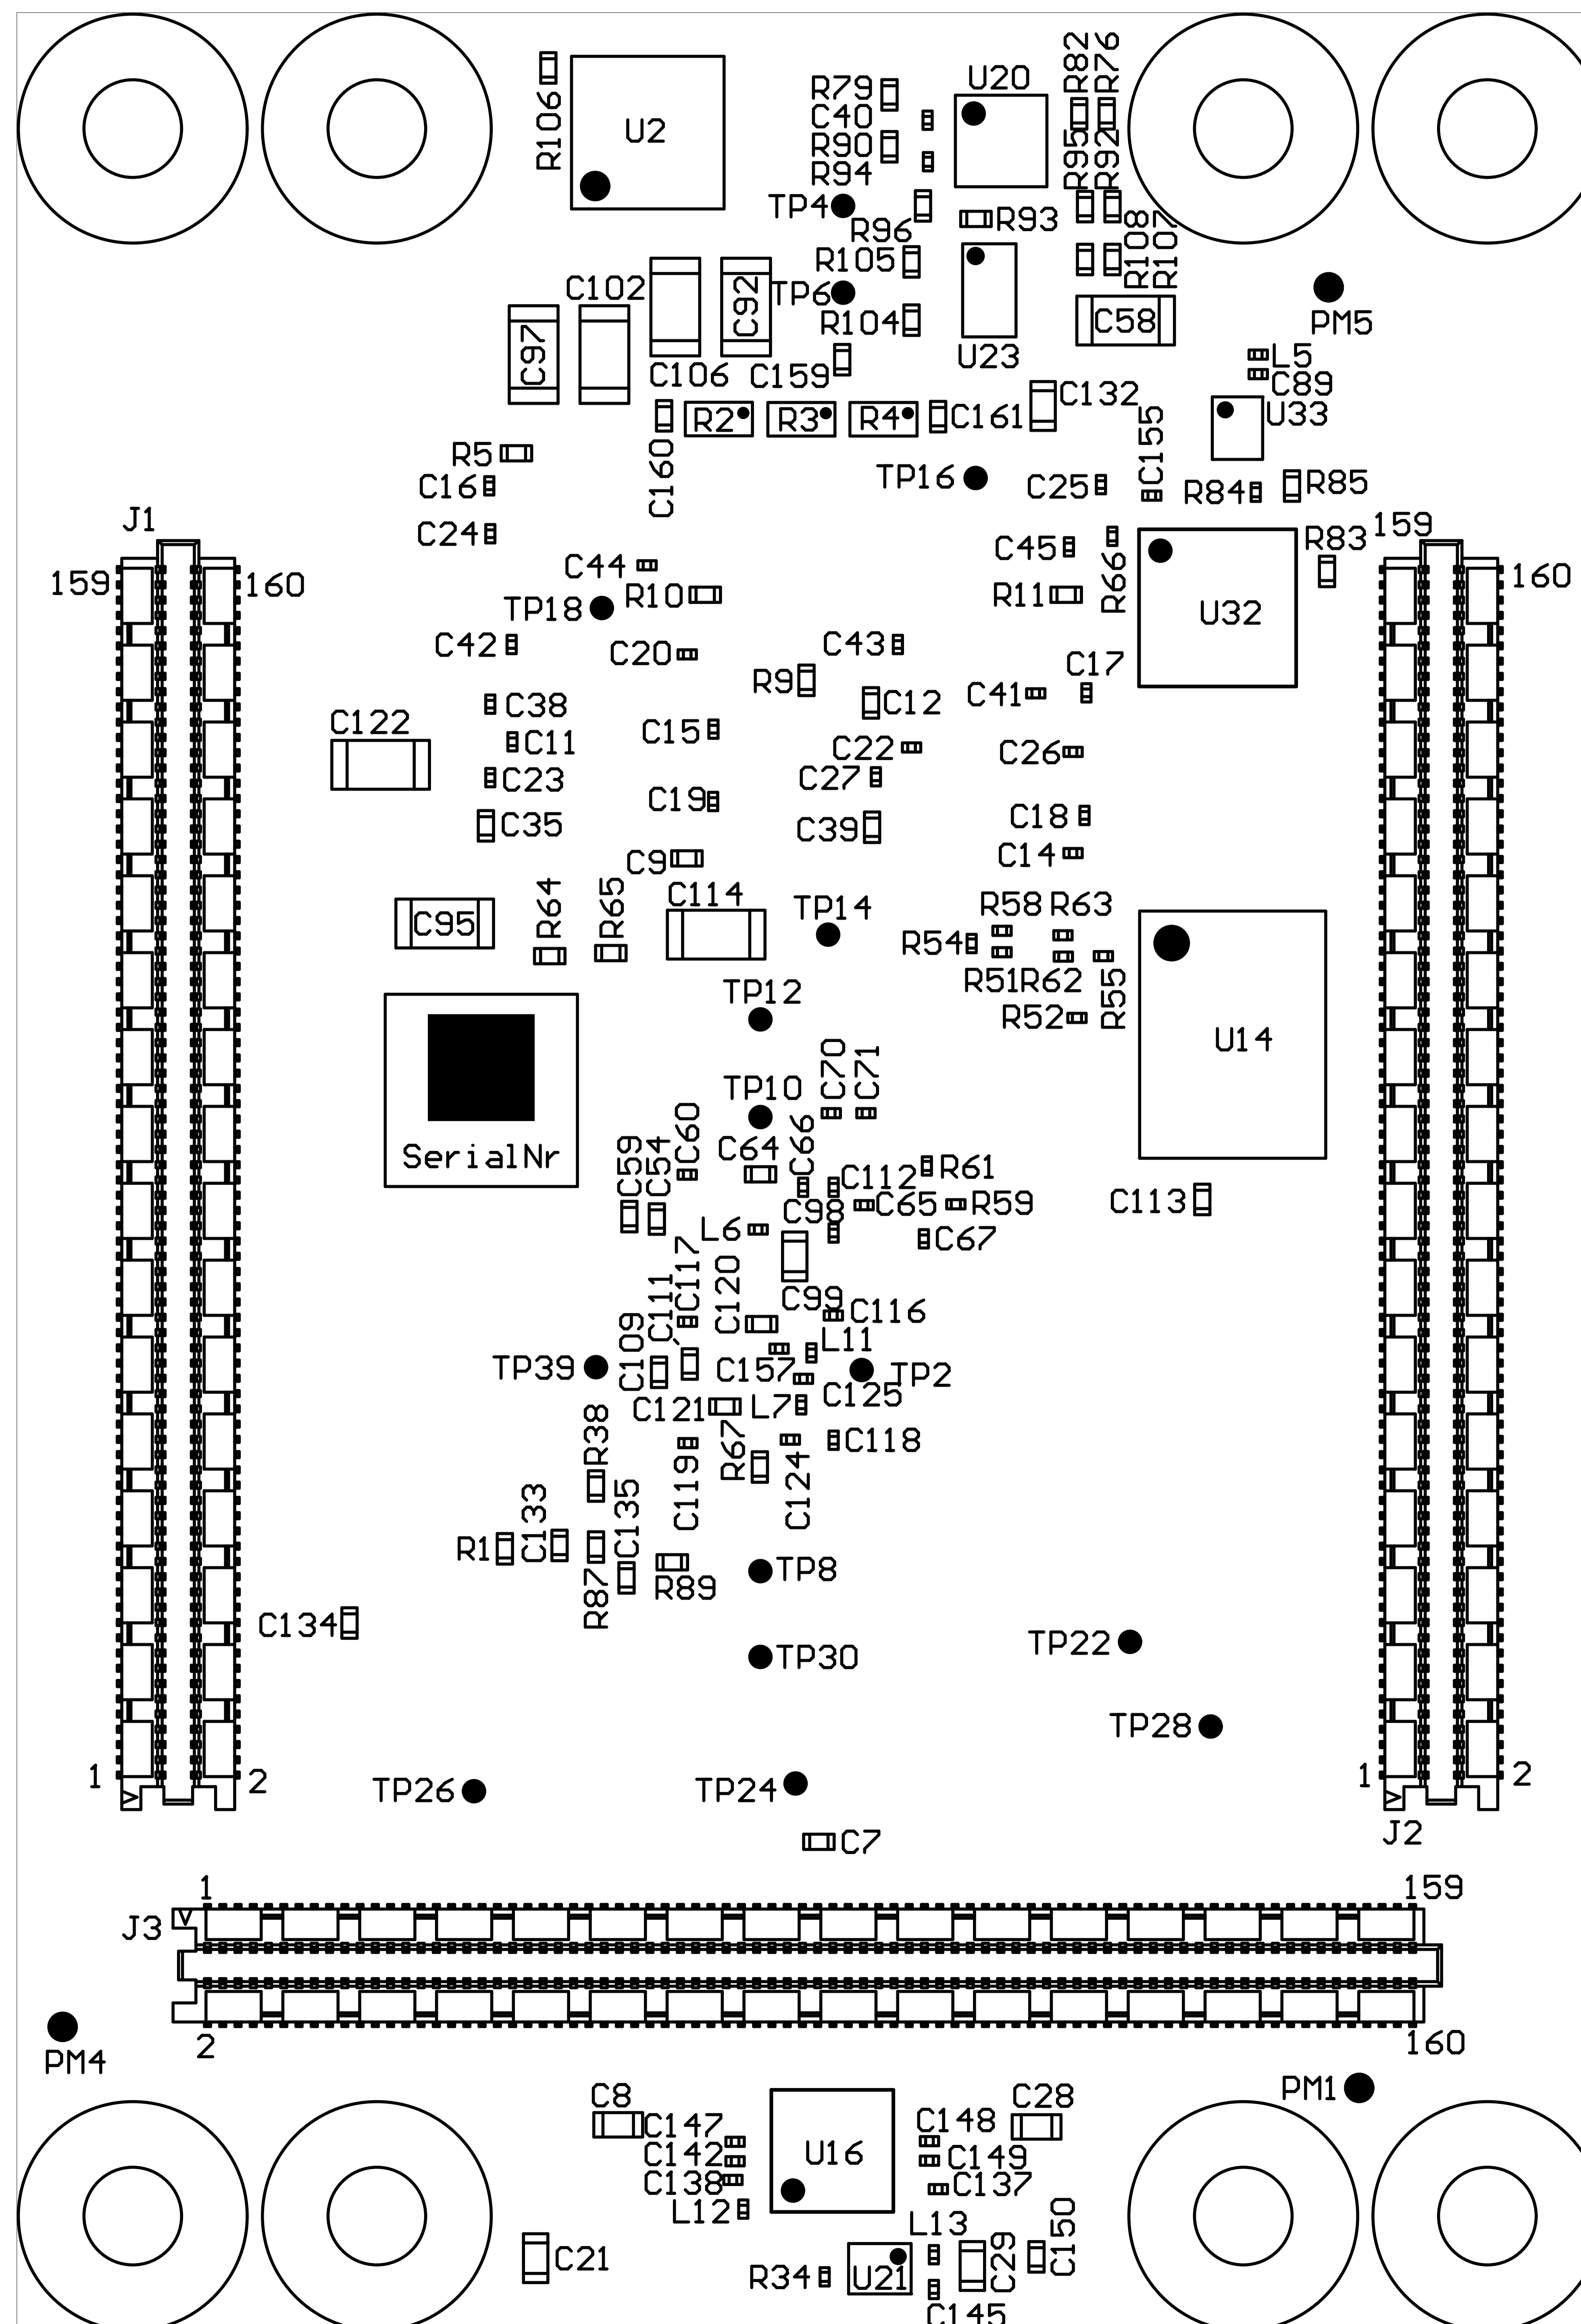 R82
R76
R79
U20
C40
R106
U2
R90
R95
R92
R94
TP4
R96
R93
R108
R107
R105
C102
C92
TP6
R104
C58
PM5
C97
U23
L5
C106
C159
C89
C132
R2
R3
R4
C161
U33
C155
R5
C160
TP16
C25
R84
R85
C16
J1
C24
159
R83
C45
C44
R66
159
160
R10
R11
160
TP18
U32
C42
C20
C43
C17
R9
C38
C12
C41
C122
C15
C11
C22
C26
C23
C27
C19
C35
C39
C18
C9
C14
R64
R65
C114
R58
R63
C95
TP14
R54
TP12
R51
R62
R55
R52
U14
C70
C71
TP10
C60
C66
C59
C54
C64
SerialNr
C112
R61
C98
C65
R59
C113
L6
C67
C117
C120
C111
C99
C116
C109
L11
TP39
C157
TP2
C125
C121
L7
R38
R67
C118
C119
C124
C133
C135
R1
TP8
R87
R89
C134
TP30
TP22
TP28
1
2
TP26
TP24
1
2
C7
J2
1
159
J3
2
160
PM4
PM1
C8
C28
C147
C148
C142
U16
C149
C138
C137
L12
L13
C150
C29
C21
R34
U21
C145